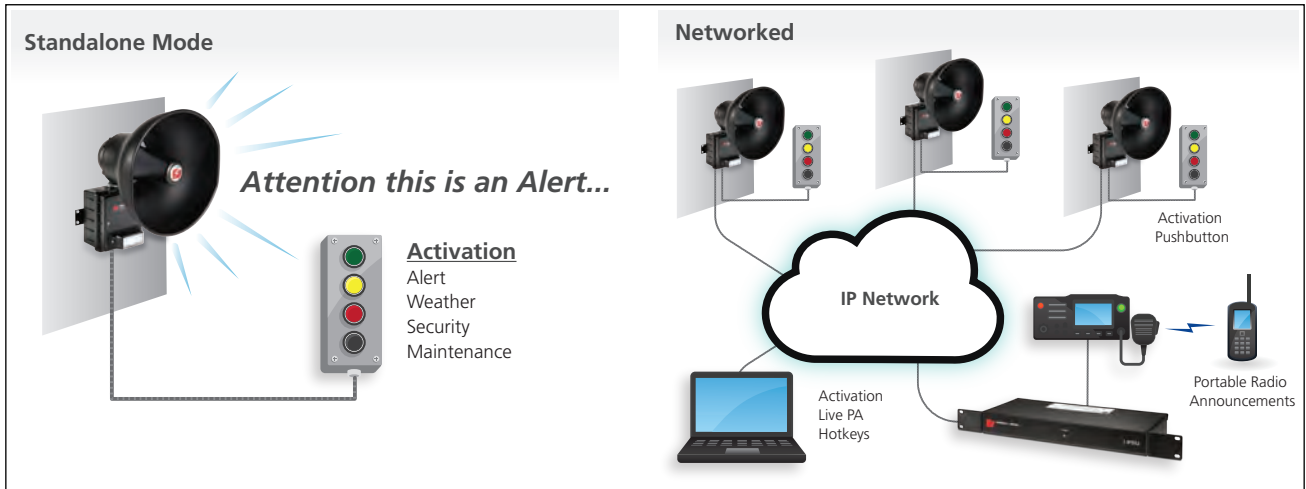 Standalone Mode
Attention this is an Alert...
Activation
Alert
Weather
Security
Maintenance
Networked
Activation
Pushbutton
IP Network
Activation
Live PA
Hotkeys
Portable Radio
Announcements